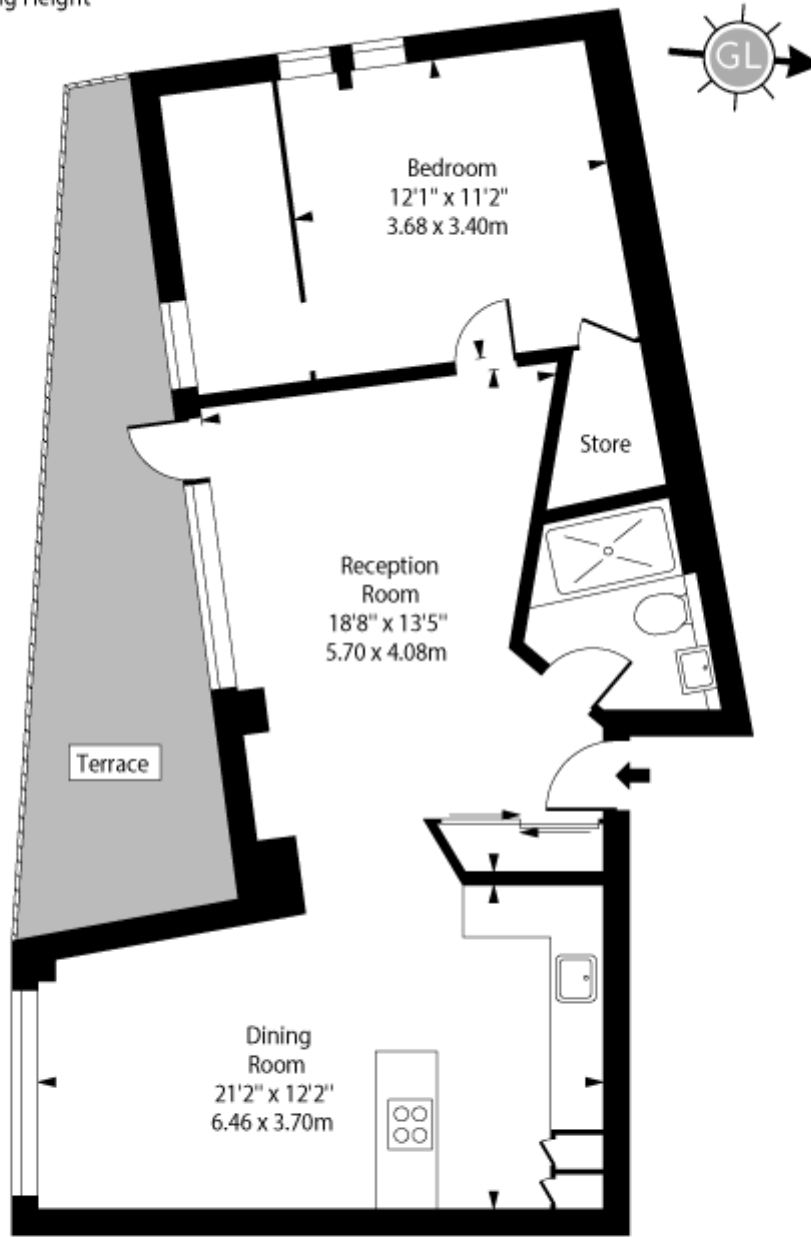 Height
GL
Bedroom
12'1" x 11'2"
3.68 x 3.40m
Store
Reception
Room
18'8" x 13'5"
5.70 x 4.08m
Terrace
Dining
Room
21'2" x 12'2"
6.46 x 3.70m